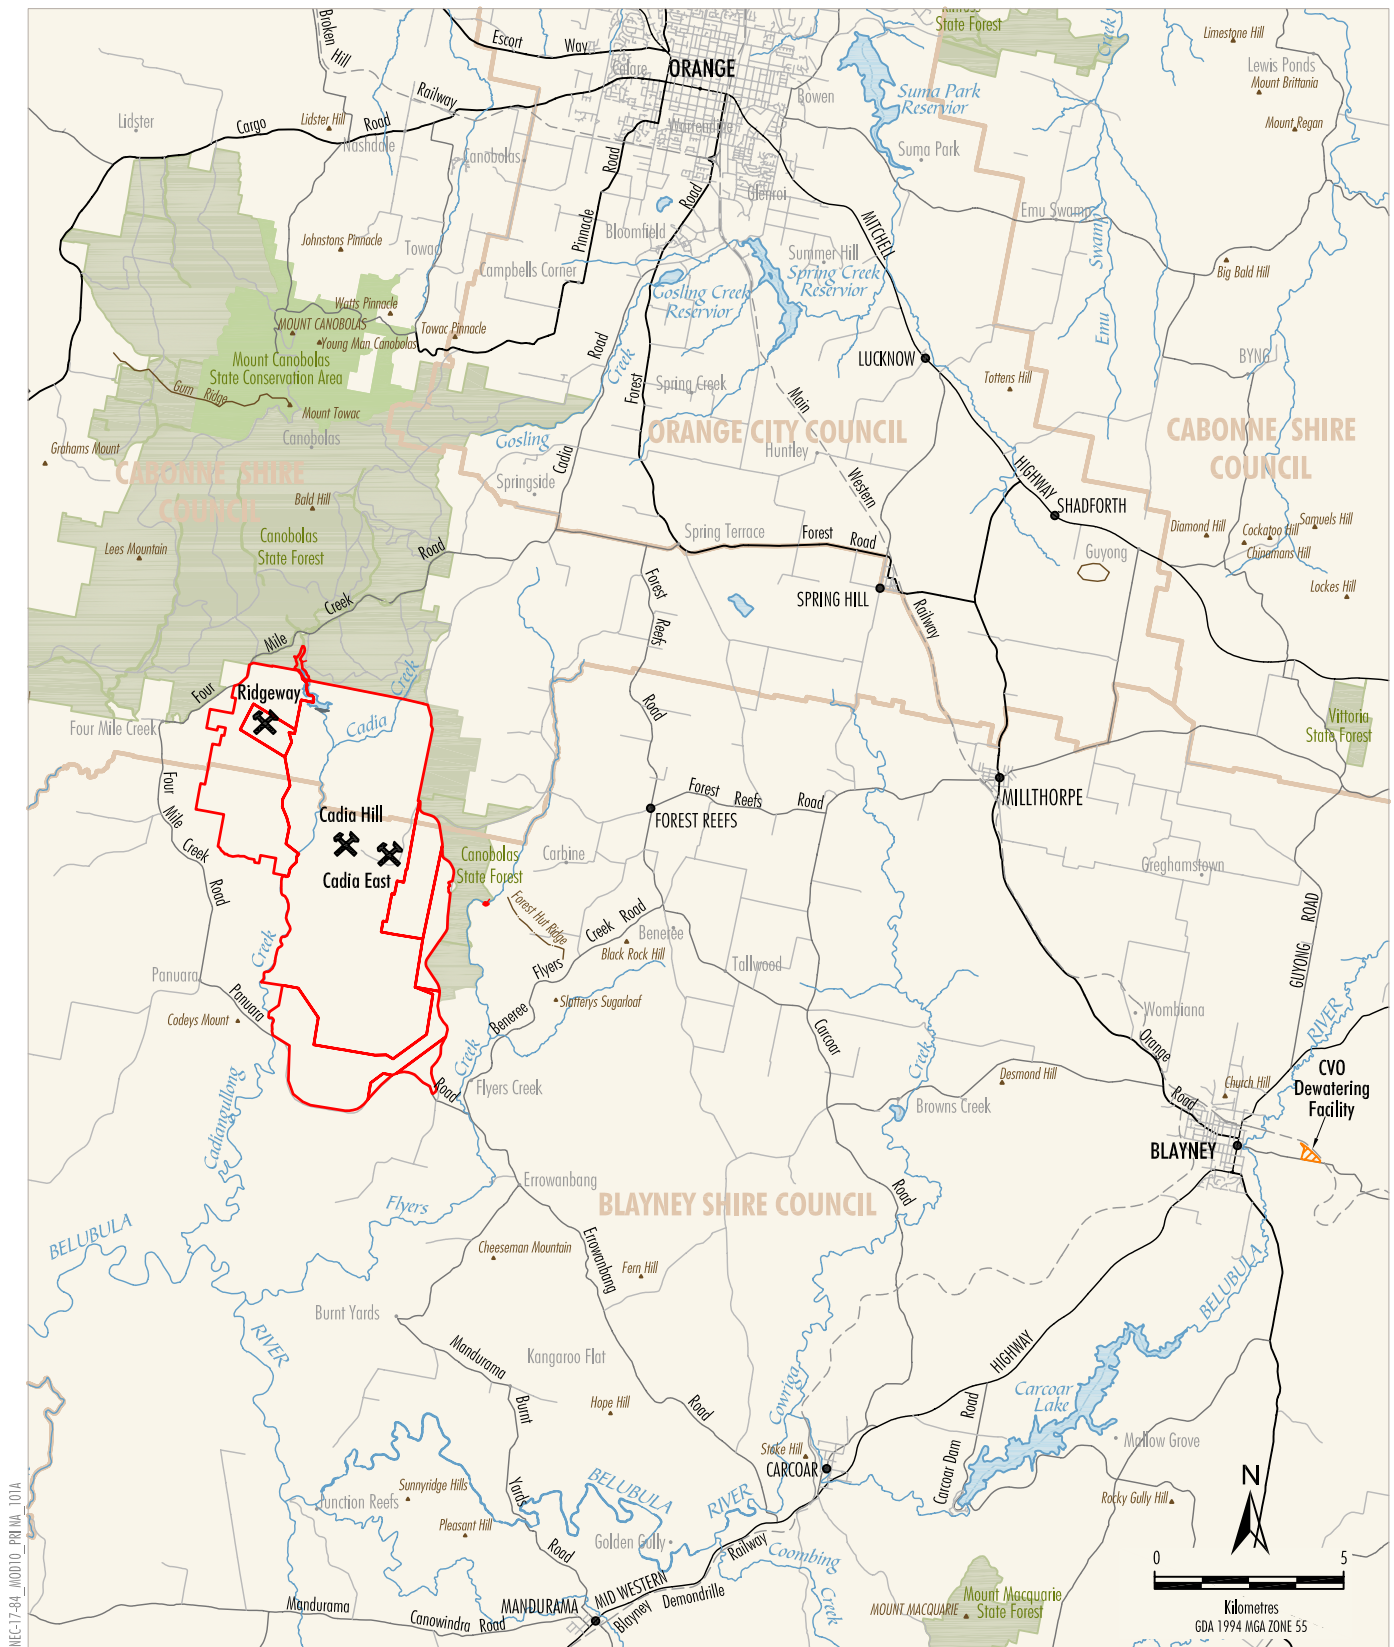 Kinross
State Forest
Limestone Hill
Lewis Ponds
Mount Brittania
Mount Regan
Creek
Broken
Hill
Escort Way
Calare
ORANGE
Bowen
Suma Park
Reservior
Suma Park
Railway
Lidster
Cargo Road
Lidster Hill
Nashdale
Canobolas
Warrendine
Glenroi
Road
Road
Pinnacle
Bloomfield
MITCHELL
Emu Swamp
Swamp
Emu
Big Bald Hill
Johnstons Pinnacle
Towac
Campbells Corner
Summer Hill
Spring Creek
Reservior
Gosling Creek
Reservior
Watts Pinnacle
MOUNT CANOBOLAS
Young Man Canobolas
Towac Pinnacle
Mount Canobolas
State Conservation Area
Gum Ridge
Mount Towac
Canobolas
Road
Creek
Forest
Spring Creek
Main
LUCKNOW
Tottens Hill
BYNG
Grahams Mount
CABONNE SHIRE
COUNCIL
Gosling
Cadia
Springside
ORANGE CITY COUNCIL
Huntley
Western
HIGHWAY
SHADFORTH
CABONNE SHIRE
COUNCIL
Bald Hill
Canobolas
State Forest
Lees Mountain
Road
Spring Terrace
Forest Road
Diamond Hill
Cockatoo Hill
Samuels Hill
Chinamans Hill
Guyong
Lockes Hill
Creek
Mile
Four
Forest
Reefs
Road
SPRING HILL
Railway
Ridgeway
Four Mile Creek
Creek
Cadia
Vittoria
State Forest
Four
Mile
Creek
Road
Cadia Hill
Cadia East
Forest Reefs Road
FOREST REEFS
MILLTHORPE
Canobolas
State Forest
Carbine
Greghamstown
Forest Hut Ridge
Creek Road
Flyers
Beneree
Beneree
Black Rock Hill
Tallwood
GUYONG ROAD
Creek
Panuara
Panuara
Codeys Mount
Slatterys Sugarloaf
Wombiana
Carcoar
Orange
Road
RIVER
CVO
Dewatering
Facility
Creek
Road
Flyers Creek
Creek
Desmond Hill
Browns Creek
Church Hill
BLAYNEY
Cadiangullong
Errowanbang
Flyers
BLAYNEY SHIRE COUNCIL
Road
BELUBULA
Cheeseman Mountain
Errowanbang
Fern Hill
BELUBULA
RIVER
Burnt Yards
Mandurama
Kangaroo Flat
Burnt
HIGHWAY
Carcoar
Lake
Hope Hill
Road
Cowriga
Road
Mallow Grove
Stoke Hill
CARCOAR
Carcoar Dam
Sunnyridge Hills
Junction Reefs
Yards
BELUBULA
RIVER
Rocky Gully Hill
Pleasant Hill
Road
Golden Gully
Railway
Coombing
Creek
N
0 5
Kilometres
GDA 1994 MGA ZONE 55
Mandurama
Canowindra Road
MANDURAMA
MID WESTERN
Blayney Demondrille
MOUNT MACQUARIE
Mount Macquarie
State Forest
NEC-17-84_MOD10_PRI NA_101A